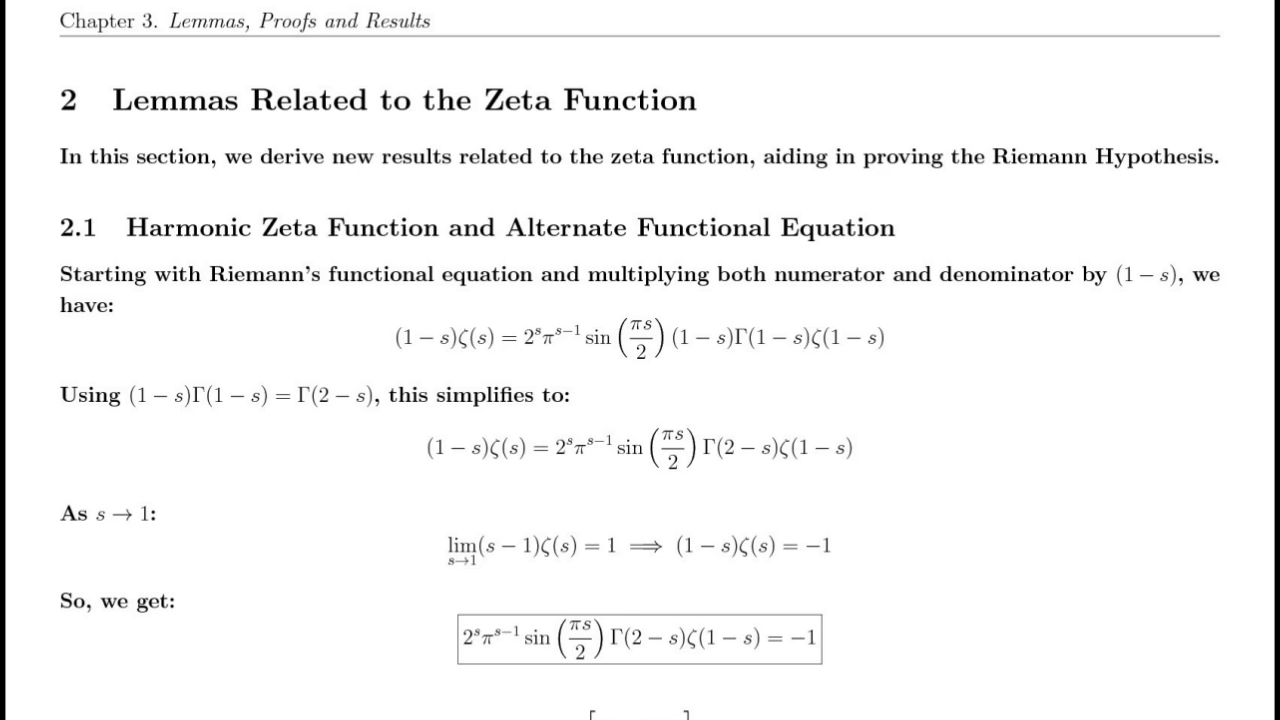 Chapter 3. Lemmas, Proofs and Results
2 Lemmas Related to the Zeta Function
In this section, we derive new results related to the zeta function, aiding in proving the Riemann Hypothesis.
2.1 Harmonic Zeta Function and Alternate Functional Equation
Starting with Riemann's functional equation and multiplying both numerator and denominator by (1 − s), we
have:
(1 − s)ζ(s) = 2^s π^{s−1} sin (πs/2) (1 − s)Γ(1 − s)ζ(1 − s)
Using (1 − s)Γ(1 − s) = Γ(2 − s), this simplifies to:
(1 − s)ζ(s) = 2^s π^{s−1} sin (πs/2) Γ(2 − s)ζ(1 − s)
As s → 1:
lim_{s→1} (s − 1)ζ(s) = 1 ⟹ (1 − s)ζ(s) = −1
So, we get:
2^s π^{s−1} sin (πs/2) Γ(2 − s)ζ(1 − s) = −1